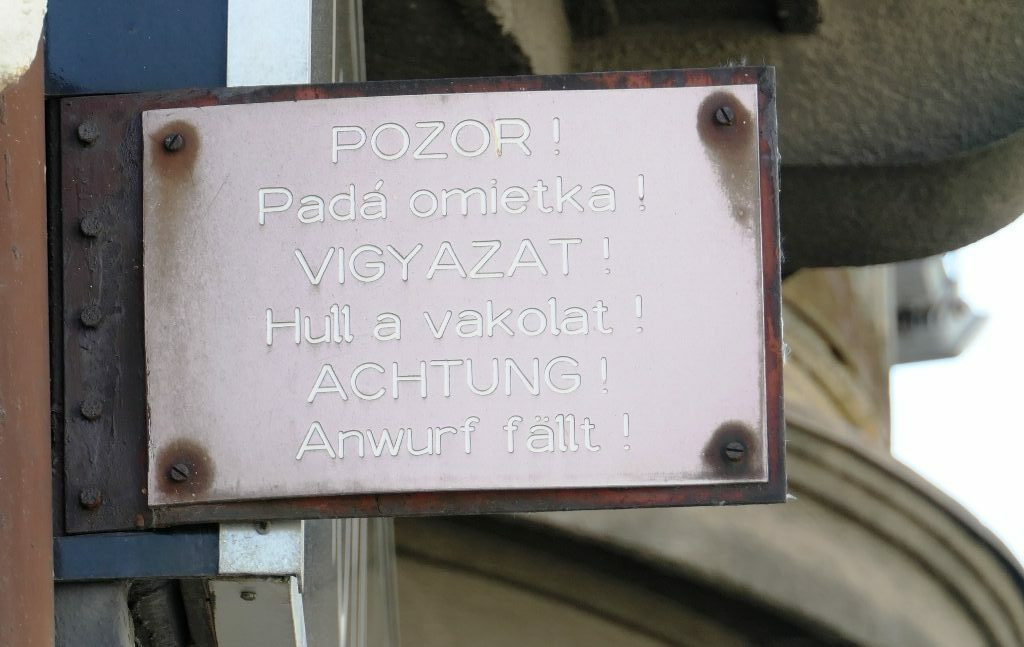 POZOR !
Padá omietka !
VIGYAZAT !
Hull a vakolat !
ACHTUNG !
Anwurf fällt !